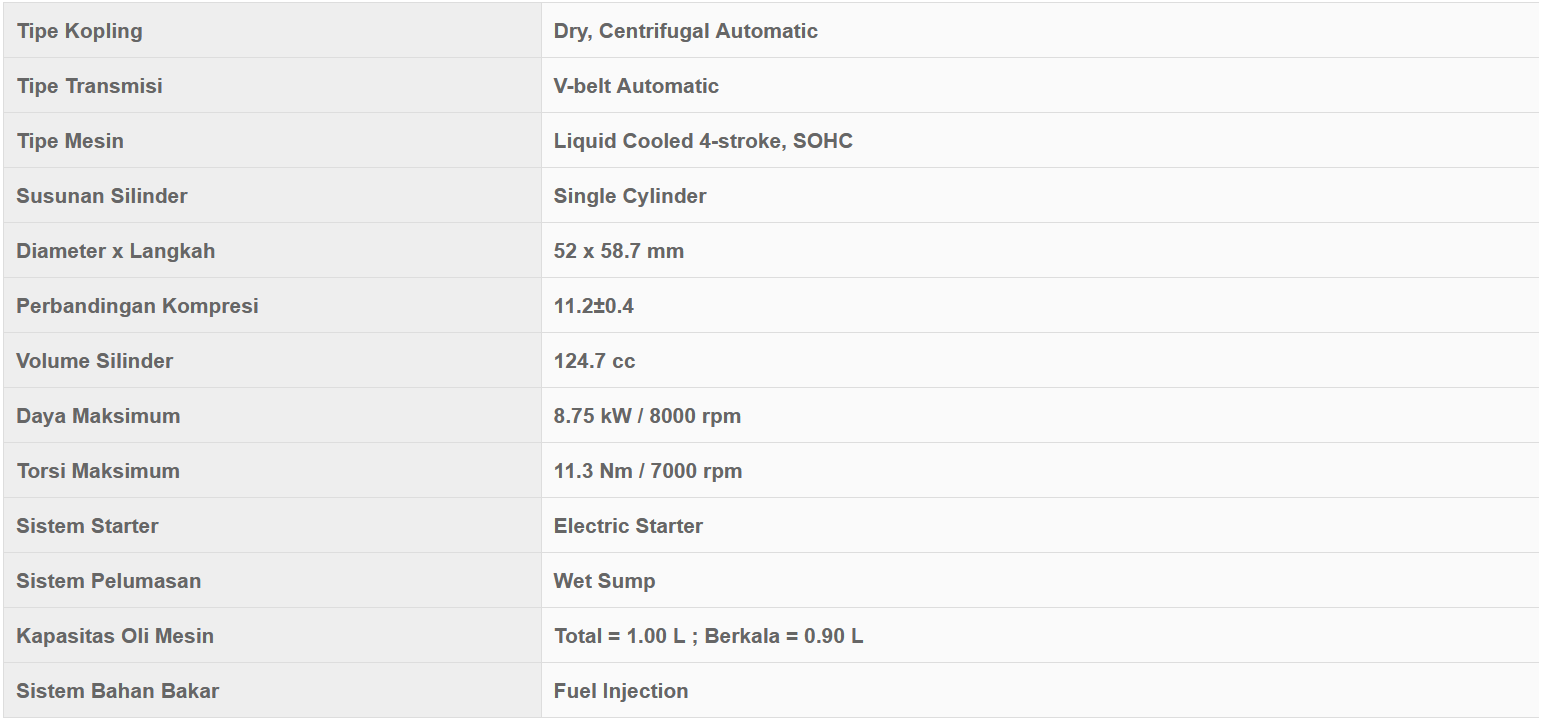 Tipe Kopling Dry, Centrifugal Automatic
Tipe Transmisi V-belt Automatic
Tipe Mesin Liquid Cooled 4-stroke, SOHC
Susunan Silinder Single Cylinder
Diameter x Langkah 52 x 58.7 mm
Perbandingan Kompresi 11.2±0.4
Volume Silinder 124.7 cc
Daya Maksimum 8.75 kW / 8000 rpm
Torsi Maksimum 11.3 Nm / 7000 rpm
Sistem Starter Electric Starter
Sistem Pelumasan Wet Sump
Kapasitas Oli Mesin Total = 1.00 L ; Berkala = 0.90 L
Sistem Bahan Bakar Fuel Injection